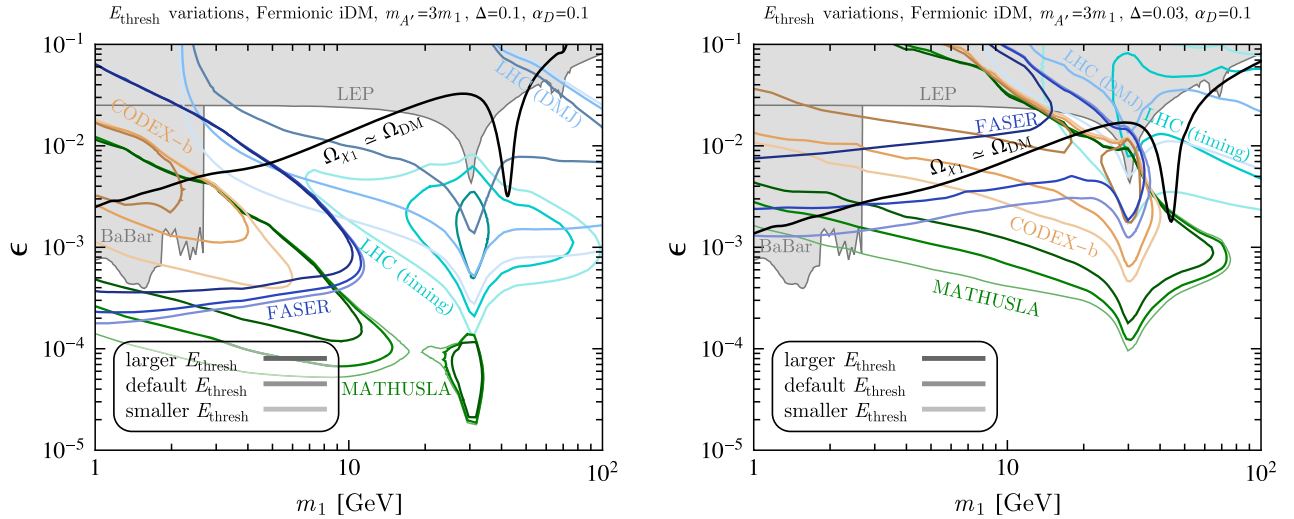 E_thresh variations, Fermionic iDM, m_A′=3m_1, Δ=0.1, α_D=0.1
10^−1
10^−2
10^−3
10^−4
10^−5
ϵ
LEP
LHC (DMJ)
CODEX−b
Ω_χ1 ≃ Ω_DM
BaBar
LHC (timing)
FASER
MATHUSLA
larger E_thresh
default E_thresh
smaller E_thresh
1
10
10^2
m_1 [GeV]
E_thresh variations, Fermionic iDM, m_A′=3m_1, Δ=0.03, α_D=0.1
10^−1
10^−2
10^−3
10^−4
10^−5
ϵ
LEP
LHC (DMJ)
FASER
LHC (timing)
Ω_χ1 ≃ Ω_DM
BaBar
CODEX−b
MATHUSLA
larger E_thresh
default E_thresh
smaller E_thresh
1
10
10^2
m_1 [GeV]